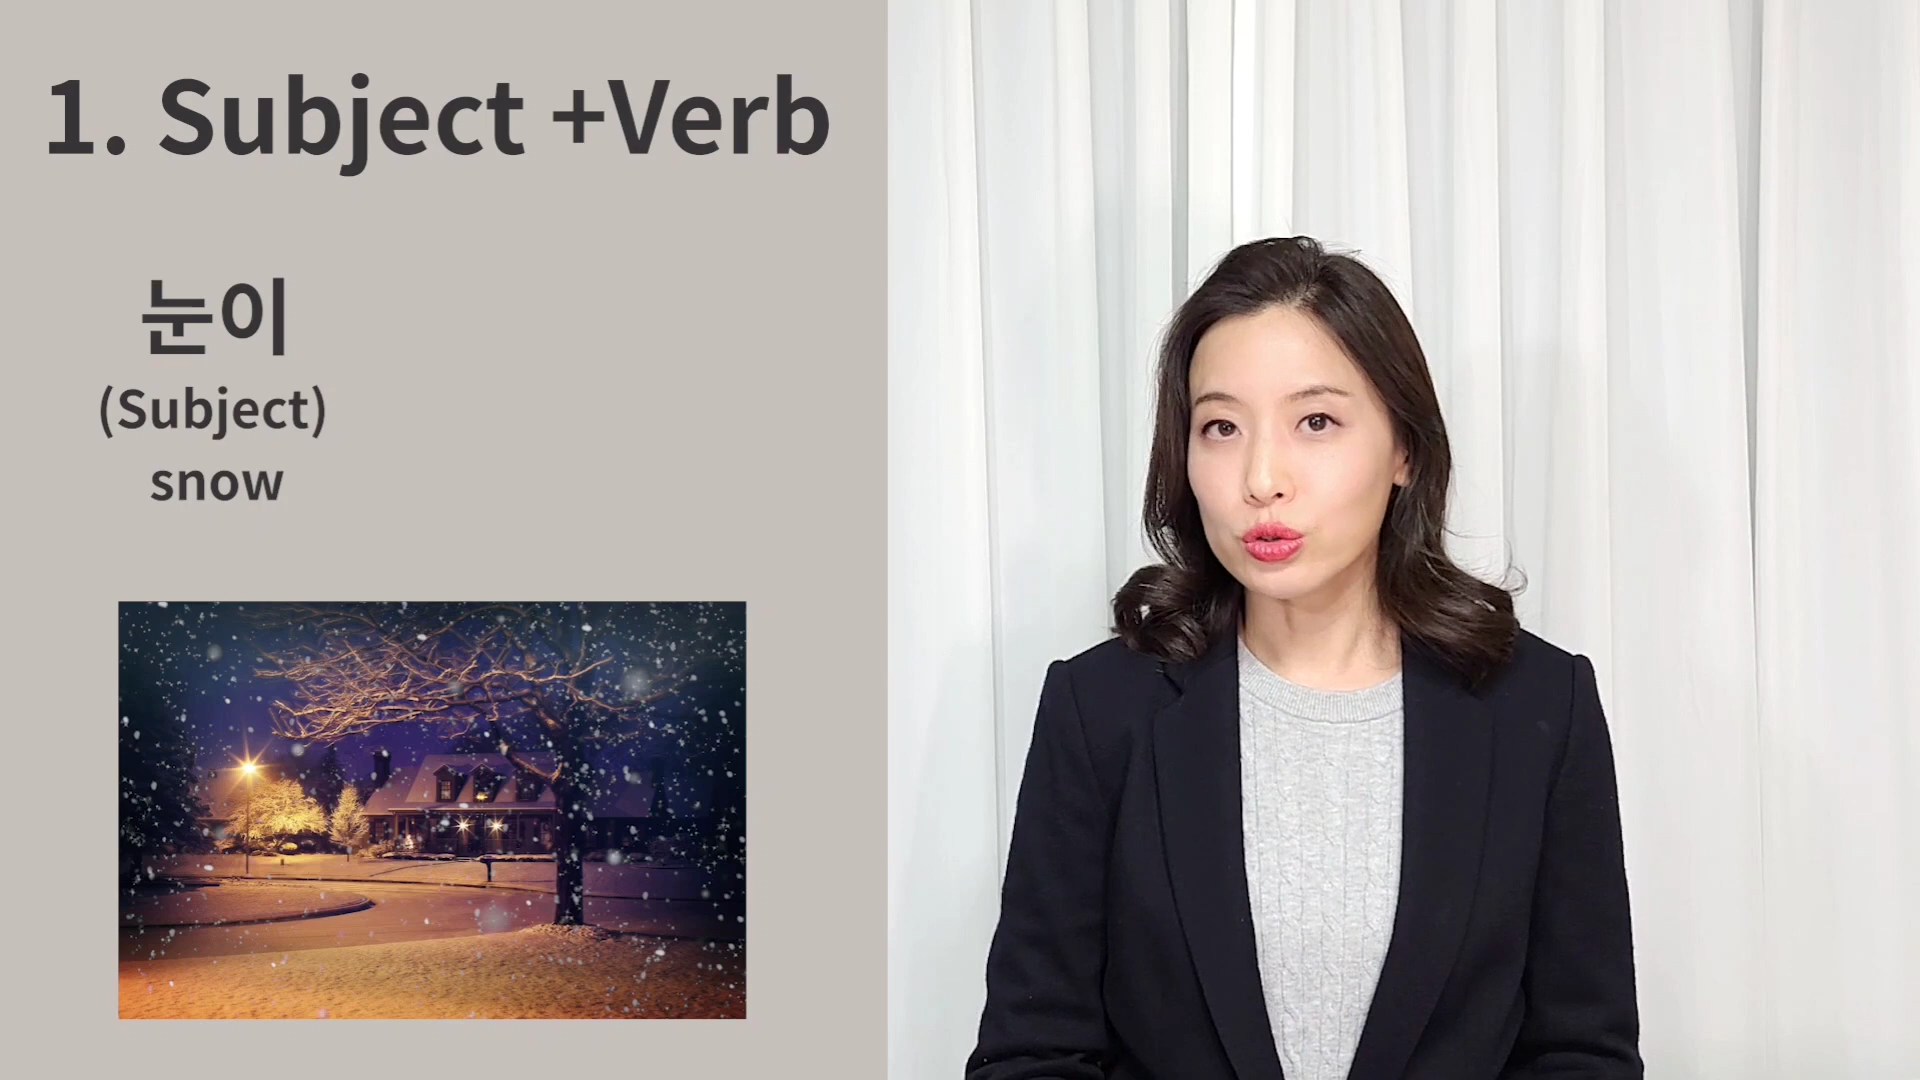 1. Subject +Verb
눈이
(Subject)
snow